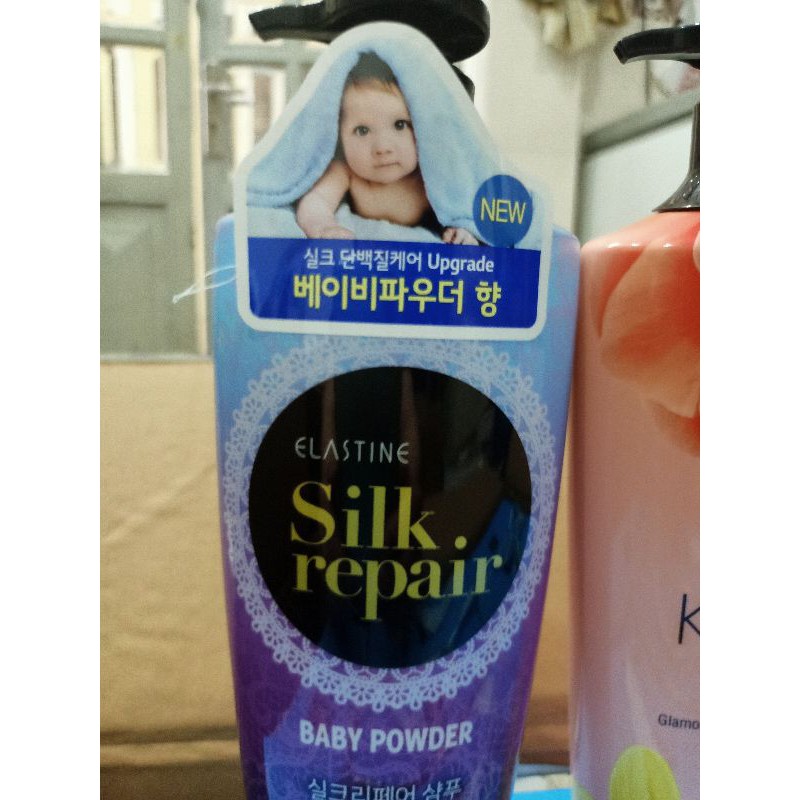 NEW
실크 단백질케어 Upgrade
베이비파우더 향
ELASTINE
Silk
repair
BABY POWDER
실크리페어 샴푸
K
Glamo